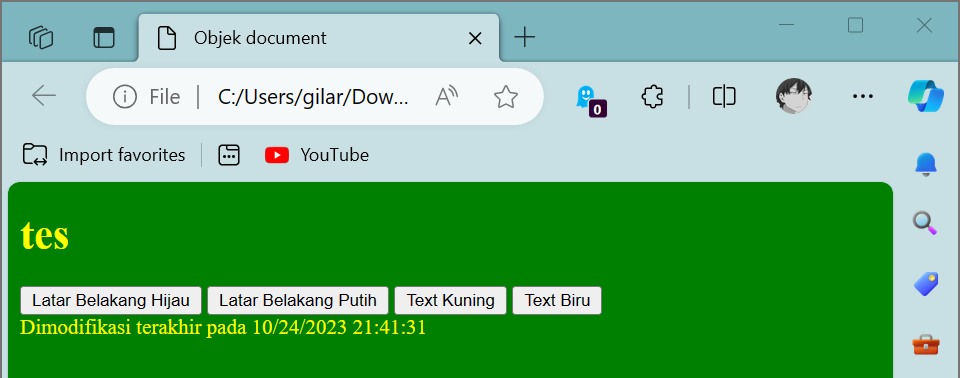 Objek document
File C:/Users/gilar/Dow... A 0
Import favorites YouTube
tes
Latar Belakang Hijau Latar Belakang Putih Text Kuning Text Biru
Dimodifikasi terakhir pada 10/24/2023 21:41:31